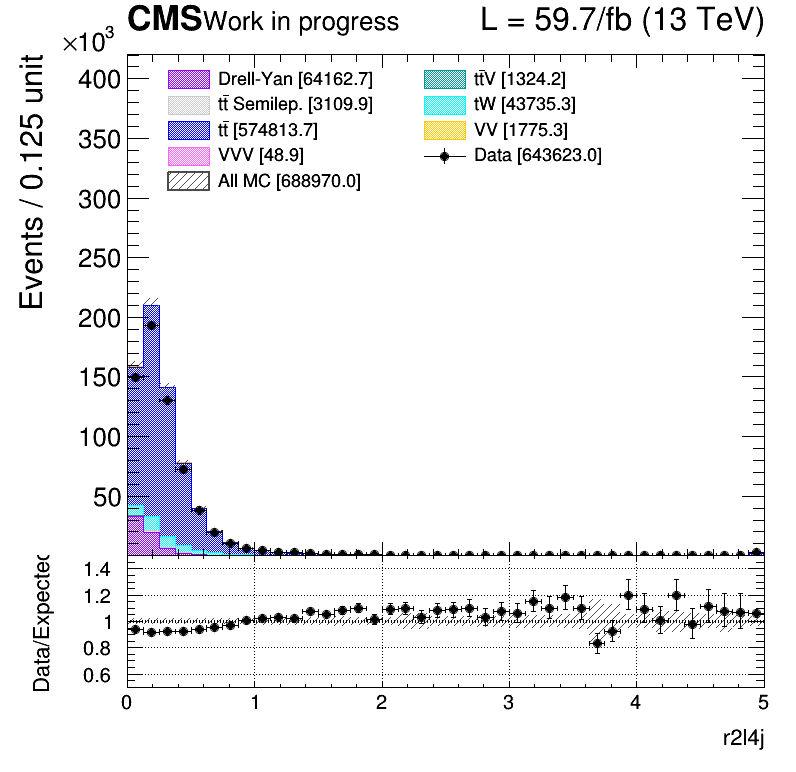 CMS Work in progress L = 59.7/fb (13 TeV)
×10³
Events / 0.125 unit
400
350
300
250
200
150
100
50
Drell-Yan [64162.7]
tt̄ Semilep. [3109.9]
tt̄ [574813.7]
VVV [48.9]
All MC [688970.0]
tt̄V [1324.2]
tW [43735.3]
VV [1775.3]
Data [643623.0]
Data/Expected
1.4
1.2
1
0.8
0.6
0 1 2 3 4 5
r2l4j